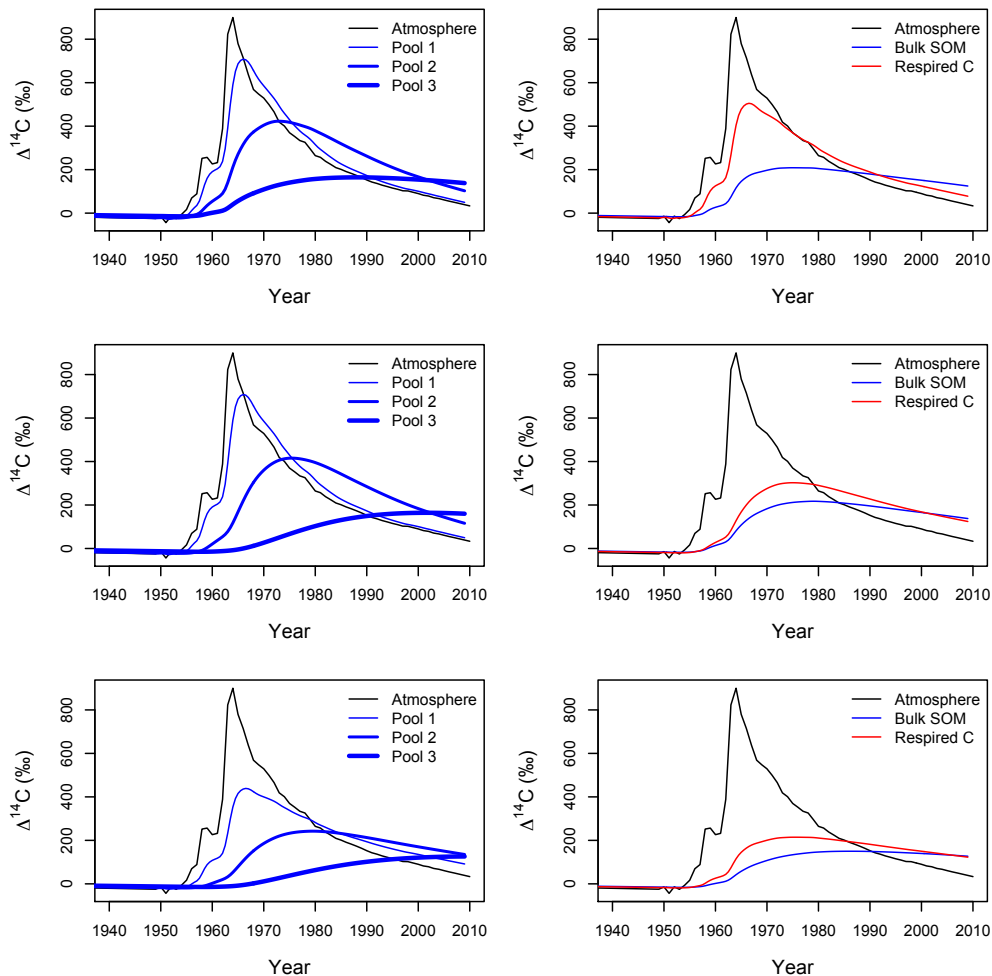 Δ¹⁴C (‰)
800
600
400
200
0
Atmosphere
Pool 1
Pool 2
Pool 3
1940 1950 1960 1970 1980 1990 2000 2010
Year
Δ¹⁴C (‰)
800
600
400
200
0
Atmosphere
Bulk SOM
Respired C
1940 1950 1960 1970 1980 1990 2000 2010
Year
Δ¹⁴C (‰)
800
600
400
200
0
Atmosphere
Pool 1
Pool 2
Pool 3
1940 1950 1960 1970 1980 1990 2000 2010
Year
Δ¹⁴C (‰)
800
600
400
200
0
Atmosphere
Bulk SOM
Respired C
1940 1950 1960 1970 1980 1990 2000 2010
Year
Δ¹⁴C (‰)
800
600
400
200
0
Atmosphere
Pool 1
Pool 2
Pool 3
1940 1950 1960 1970 1980 1990 2000 2010
Year
Δ¹⁴C (‰)
800
600
400
200
0
Atmosphere
Bulk SOM
Respired C
1940 1950 1960 1970 1980 1990 2000 2010
Year